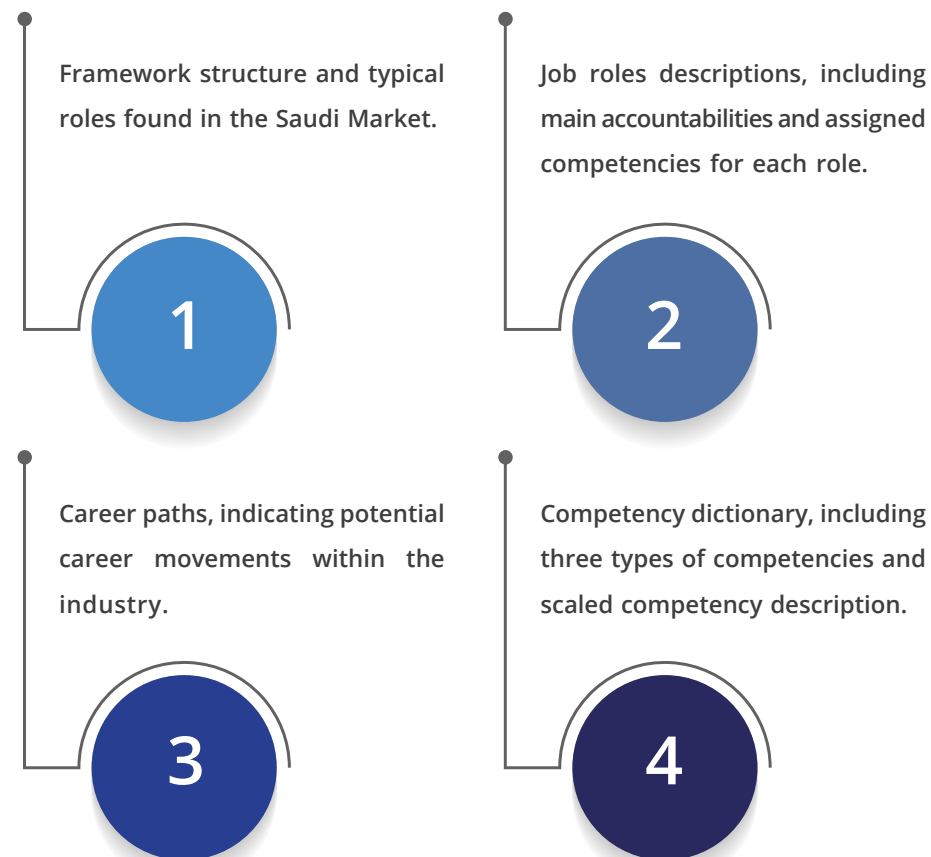 Framework structure and typical
roles found in the Saudi Market.
1
Job roles descriptions, including
main accountabilities and assigned
competencies for each role.
2
Career paths, indicating potential
career movements within the
industry.
3
Competency dictionary, including
three types of competencies and
scaled competency description.
4